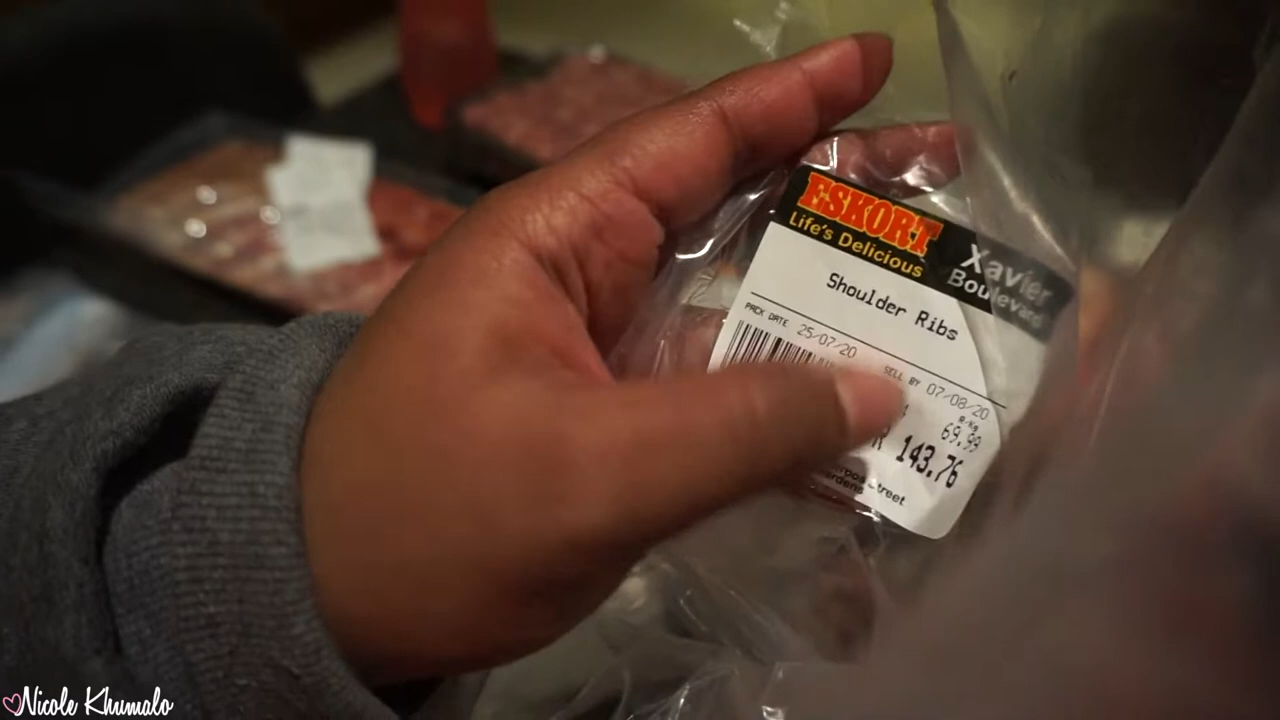 ESKORT
Life's Delicious
Xavier
Boulevard
Shoulder Ribs
PACK DATE 25/07/20
SELL BY 07/08/20
R/Kg
69.99
R 143.76
Street
Nicole Khumalo